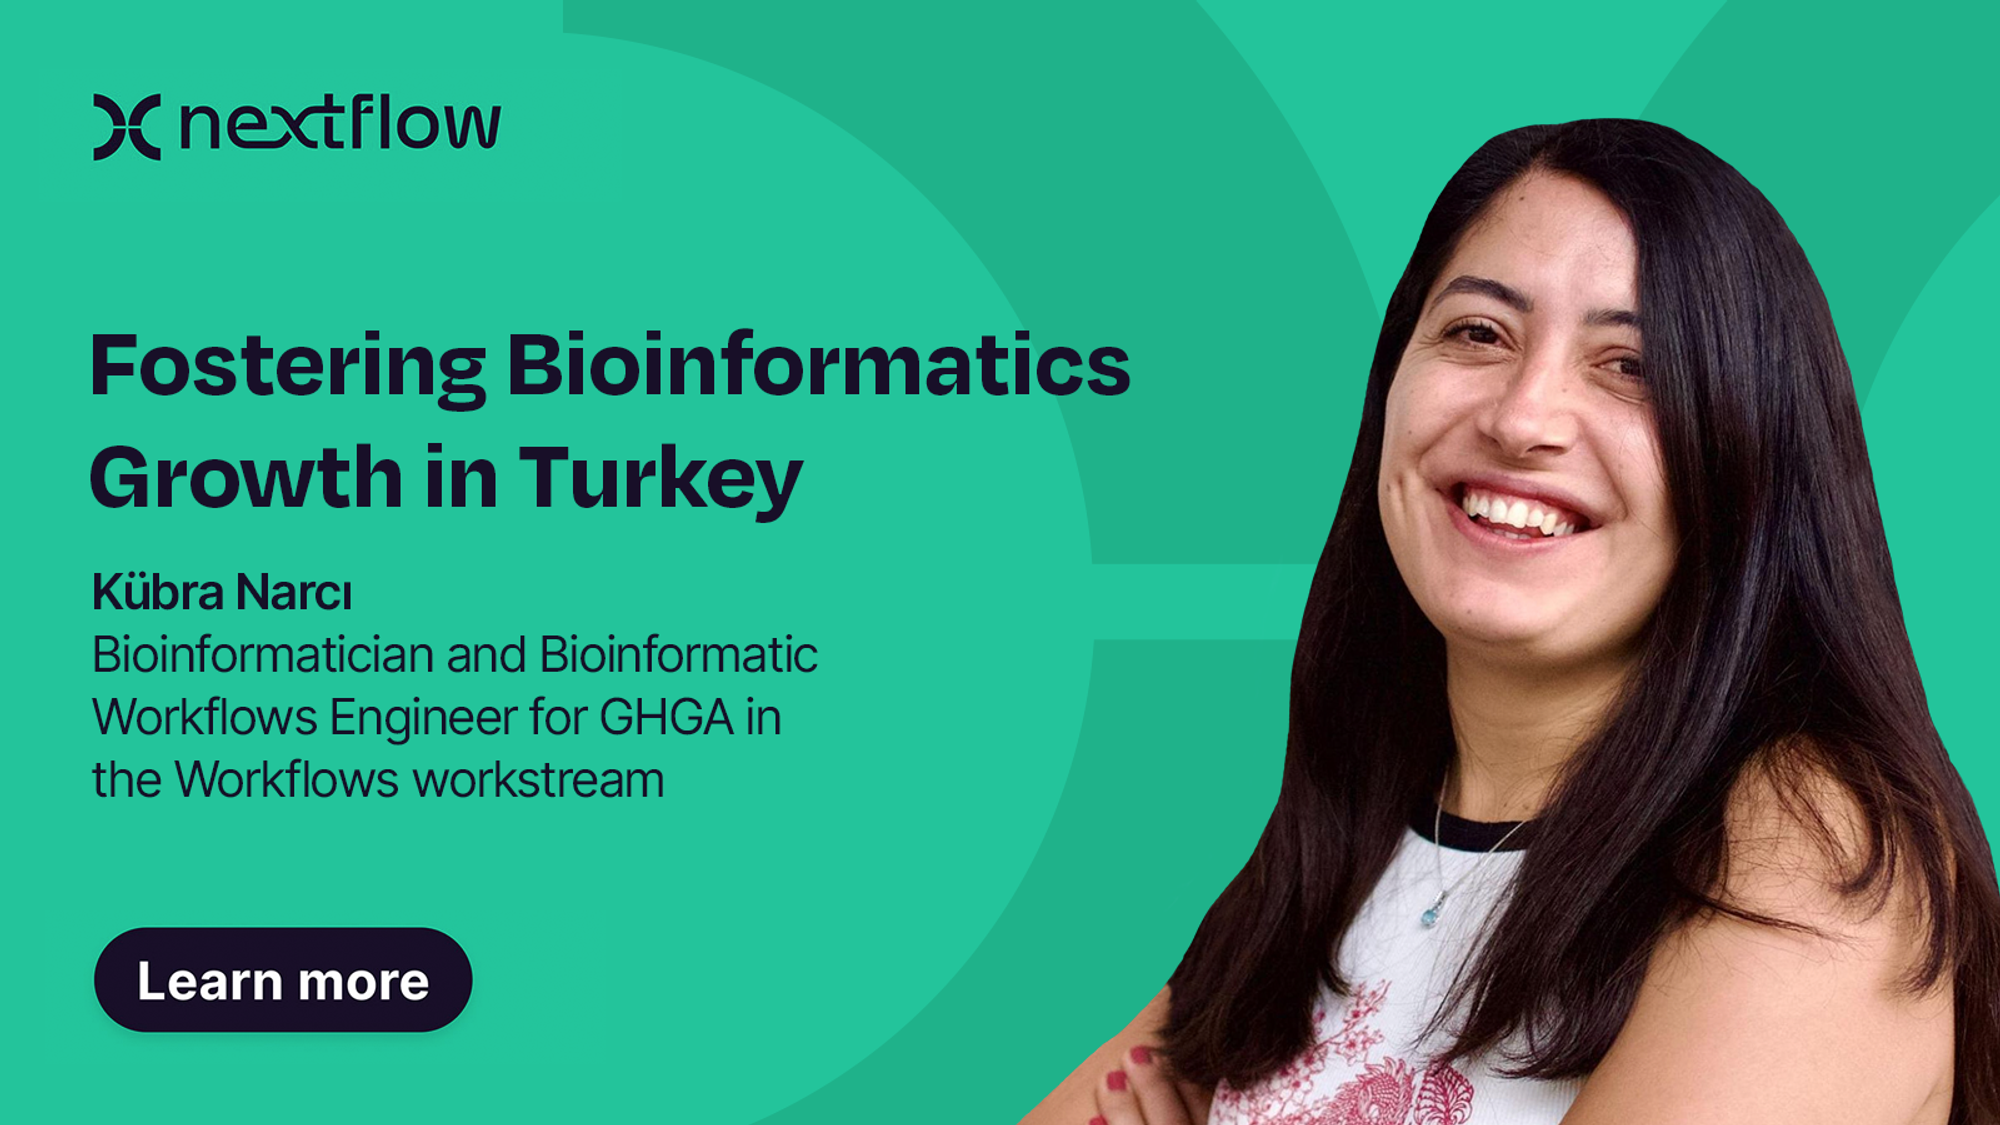 nextflow
Fostering Bioinformatics
Growth in Turkey
Kübra Narcı
Bioinformatician and Bioinformatic
Workflows Engineer for GHGA in
the Workflows workstream
Learn more